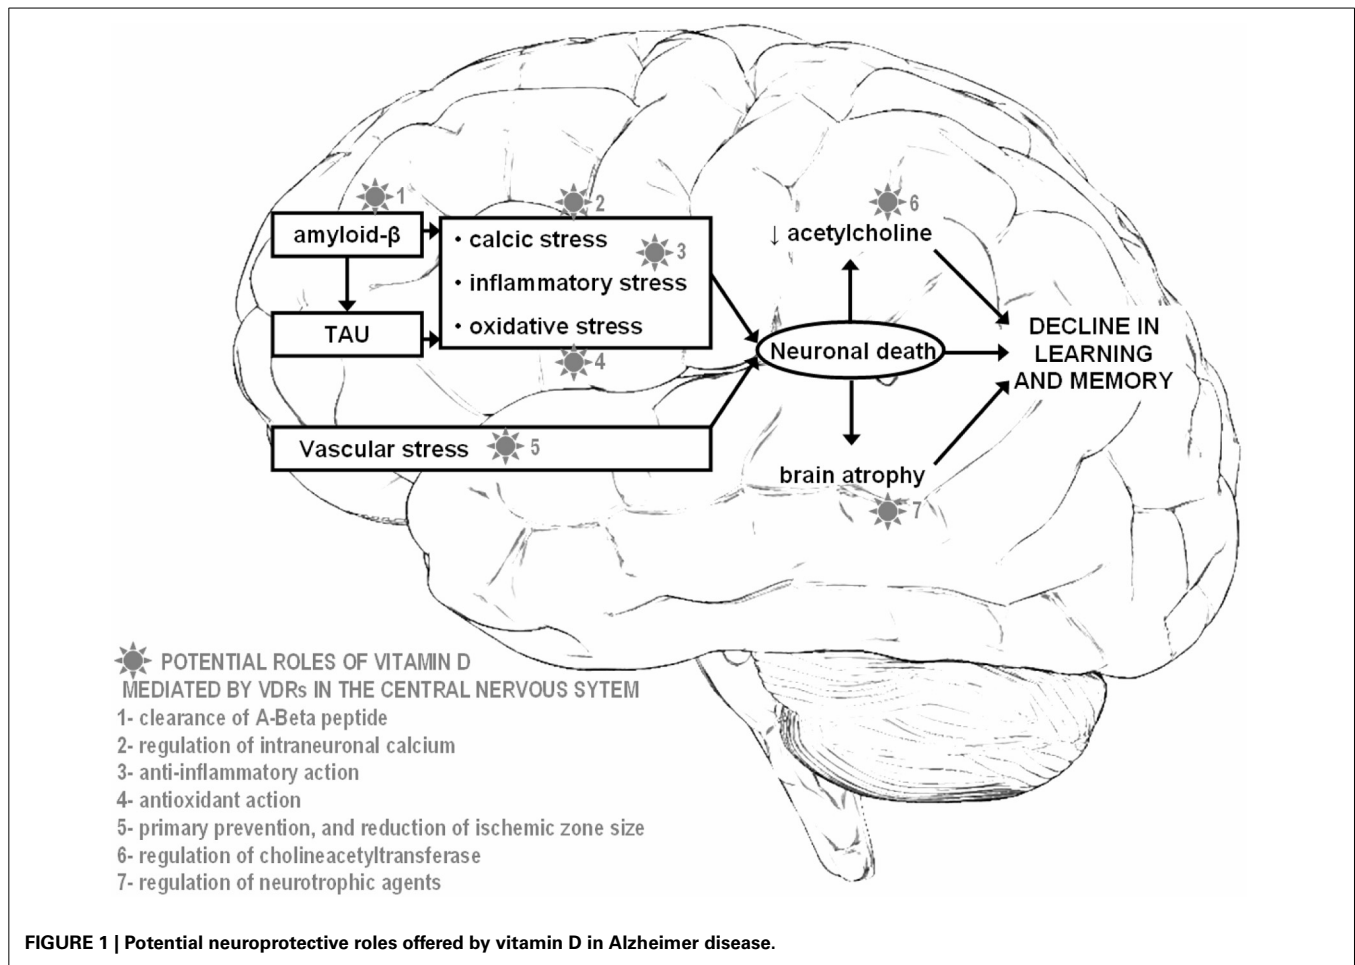 1
2
6
amyloid-β
• calcic stress
3
↓ acetylcholine
• inflammatory stress
TAU
• oxidative stress
4
Neuronal death
DECLINE IN
LEARNING
AND MEMORY
Vascular stress
5
brain atrophy
7
POTENTIAL ROLES OF VITAMIN D
MEDIATED BY VDRs IN THE CENTRAL NERVOUS SYTEM
1- clearance of A-Beta peptide
2- regulation of intraneuronal calcium
3- anti-inflammatory action
4- antioxidant action
5- primary prevention, and reduction of ischemic zone size
6- regulation of cholineacetyltransferase
7- regulation of neurotrophic agents
FIGURE 1 | Potential neuroprotective roles offered by vitamin D in Alzheimer disease.